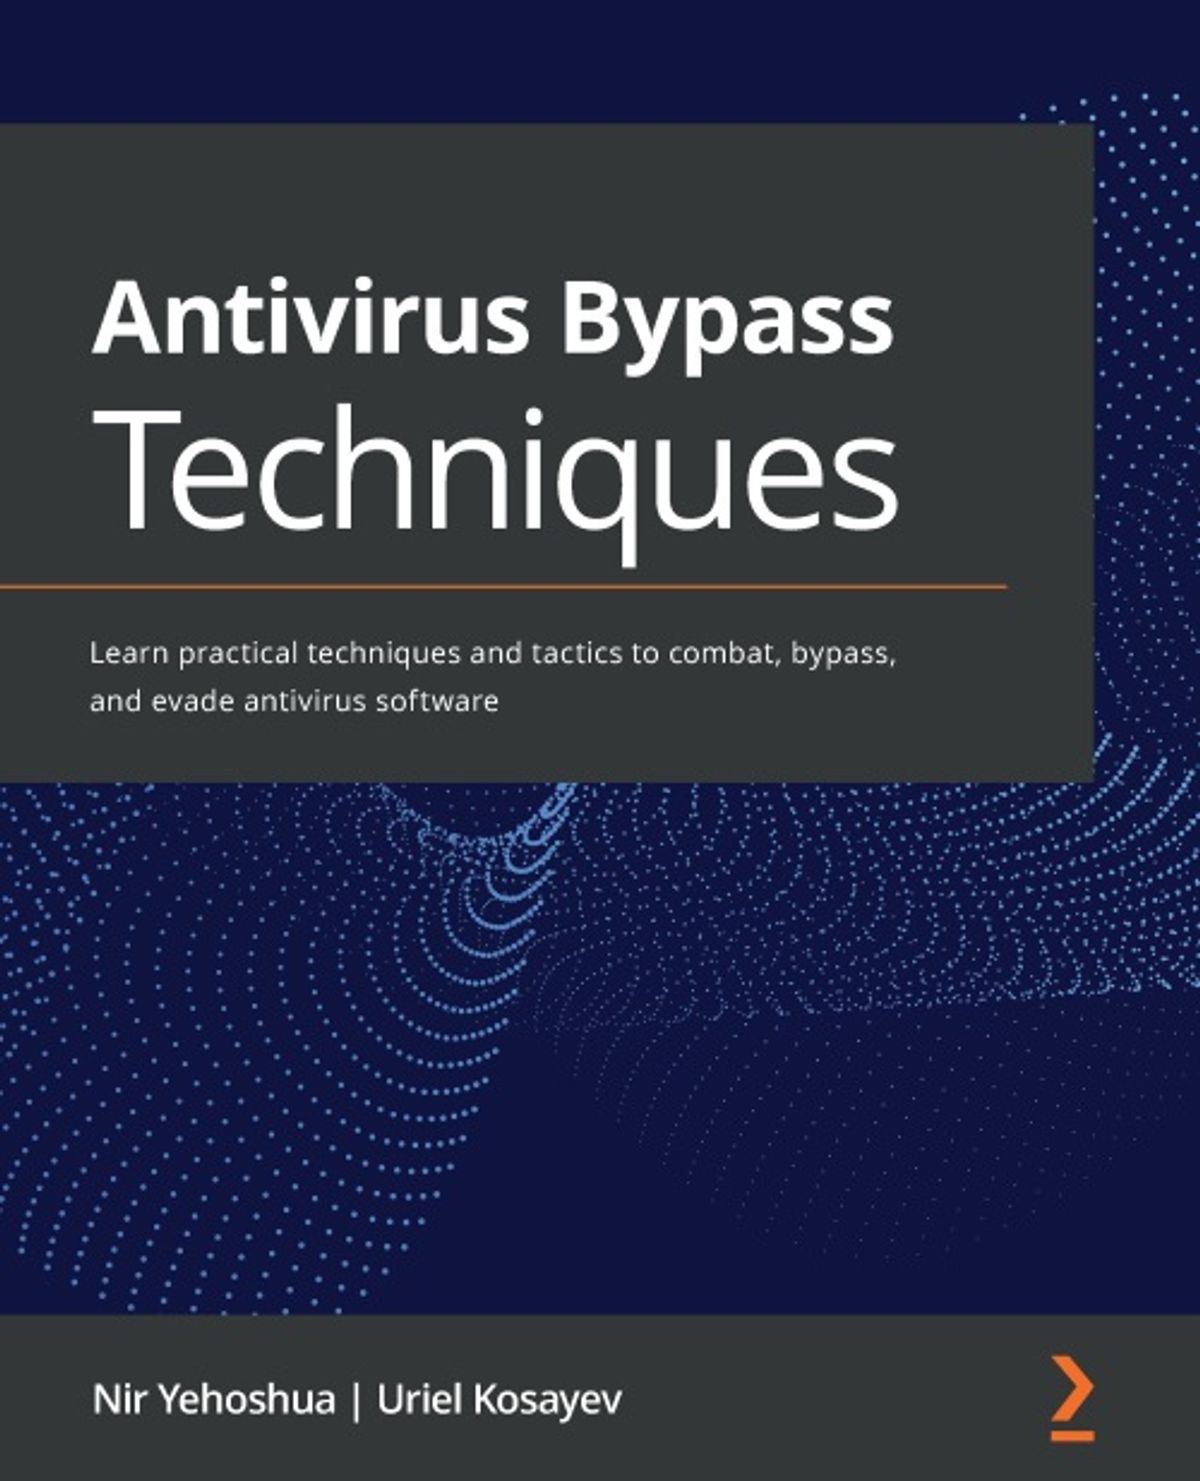 Antivirus Bypass
Techniques
Learn practical techniques and tactics to combat, bypass,
and evade antivirus software
Nir Yehoshua | Uriel Kosayev